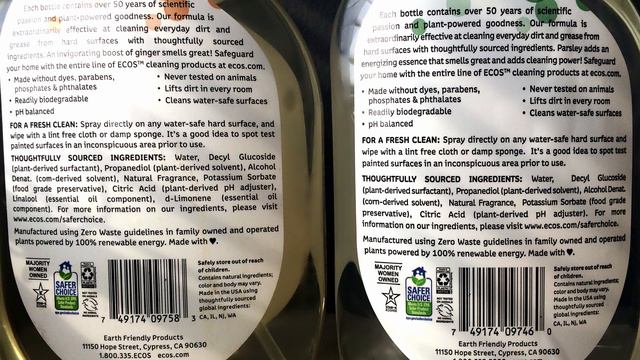 Each bottle contains over 50 years of scientific
passion and plant-powered goodness. Our formula is
extraordinarily effective at cleaning everyday dirt and
grease from hard surfaces with thoughtfully sourced
ingredients. An invigorating boost of ginger smells great! Safeguard
your home with the entire line of ECOS™ cleaning products at ecos.com.
• Made without dyes, parabens,
phosphates & phthalates
• Readily biodegradable
• pH balanced
• Never tested on animals
• Lifts dirt in every room
• Cleans water-safe surfaces
FOR A FRESH CLEAN: Spray directly on any water-safe hard surface, and
wipe with a lint free cloth or damp sponge. It's a good idea to spot test
painted surfaces in an inconspicuous area prior to use.
THOUGHTFULLY SOURCED INGREDIENTS: Water, Decyl Glucoside
(plant-derived surfactant), Propanediol (plant-derived solvent), Alcohol
Denat. (corn-derived solvent), Natural Fragrance, Potassium Sorbate
(food grade preservative), Citric Acid (plant-derived pH adjuster),
Linalool (essential oil component), d-Limonene (essential oil
component). For more information on our ingredients, please visit
www.ecos.com/saferchoice.
Manufactured using Zero Waste guidelines in family owned and operated
plants powered by 100% renewable energy. Made with ♥.
MAJORITY
WOMEN
OWNED
SAFER
CHOICE
7 49174 09758 3
Safely store out of reach
of children.
Contains natural ingredients;
color and body may vary.
Made in the USA using
thoughtfully sourced
global ingredients:
CA, IL, NJ, WA
Earth Friendly Products
11150 Hope Street, Cypress, CA 90630
1.800.335.ECOS ecos.com
Each bottle contains over 50 years of scientific
passion and plant-powered goodness. Our formula is
extraordinarily effective at cleaning everyday dirt and grease from
hard surfaces with thoughtfully sourced ingredients. Parsley adds an
energizing essence that smells great and adds cleaning power! Safeguard
your home with the entire line of ECOS™ cleaning products at ecos.com.
• Made without dyes, parabens,
phosphates & phthalates
• Readily biodegradable
• pH balanced
• Never tested on animals
• Lifts dirt in every room
• Cleans water-safe surfaces
FOR A FRESH CLEAN: Spray directly on any water-safe hard surface, and
wipe with a lint free cloth or damp sponge. It's a good idea to spot test
painted surfaces in an inconspicuous area prior to use.
THOUGHTFULLY SOURCED INGREDIENTS: Water, Decyl Glucoside
(plant-derived surfactant), Propanediol (plant-derived solvent), Alcohol Denat.
(corn-derived solvent), Natural Fragrance, Potassium Sorbate (food grade
preservative), Citric Acid (plant-derived pH adjuster). For more
information on our ingredients, please visit www.ecos.com/saferchoice.
Manufactured using Zero Waste guidelines in family owned and operated
plants powered by 100% renewable energy. Made with ♥.
MAJORITY
WOMEN
OWNED
SAFER
CHOICE
7 49174 09746 0
Safely store out of reach
of children.
Contains natural ingredients;
color and body may vary.
Made in the USA using
thoughtfully sourced
global ingredients:
CA, IL, NJ, WA
Earth Friendly Products
11150 Hope Street, Cypress, CA 90630